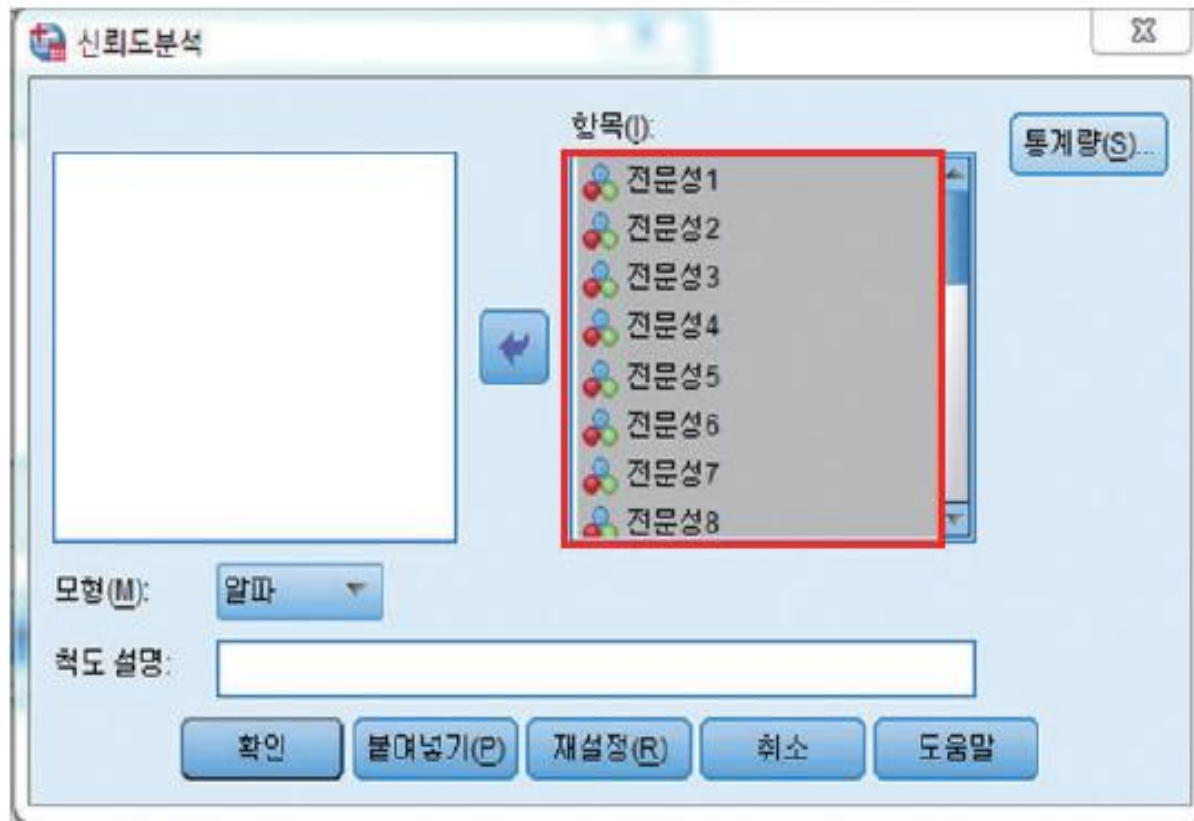 신뢰도분석
항목(I):
통계량(S)...
전문성1
전문성2
전문성3
전문성4
전문성5
전문성6
전문성7
전문성8
모형(M):
알파
척도 설명:
확인
붙여넣기(P)
재설정(R)
취소
도움말